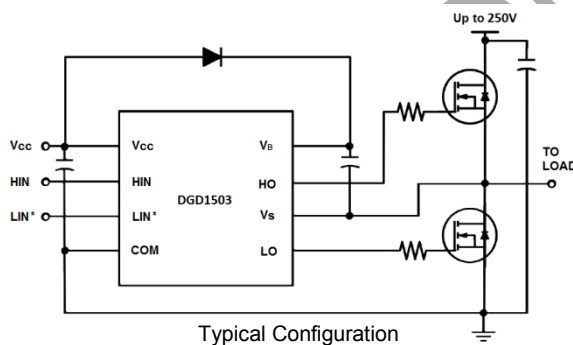 Up to 250V
Vcc
HIN
LIN*
Vcc
HIN
LIN*
COM
DGD1503
VB
HO
Vs
LO
TO
LOAD
Typical Configuration